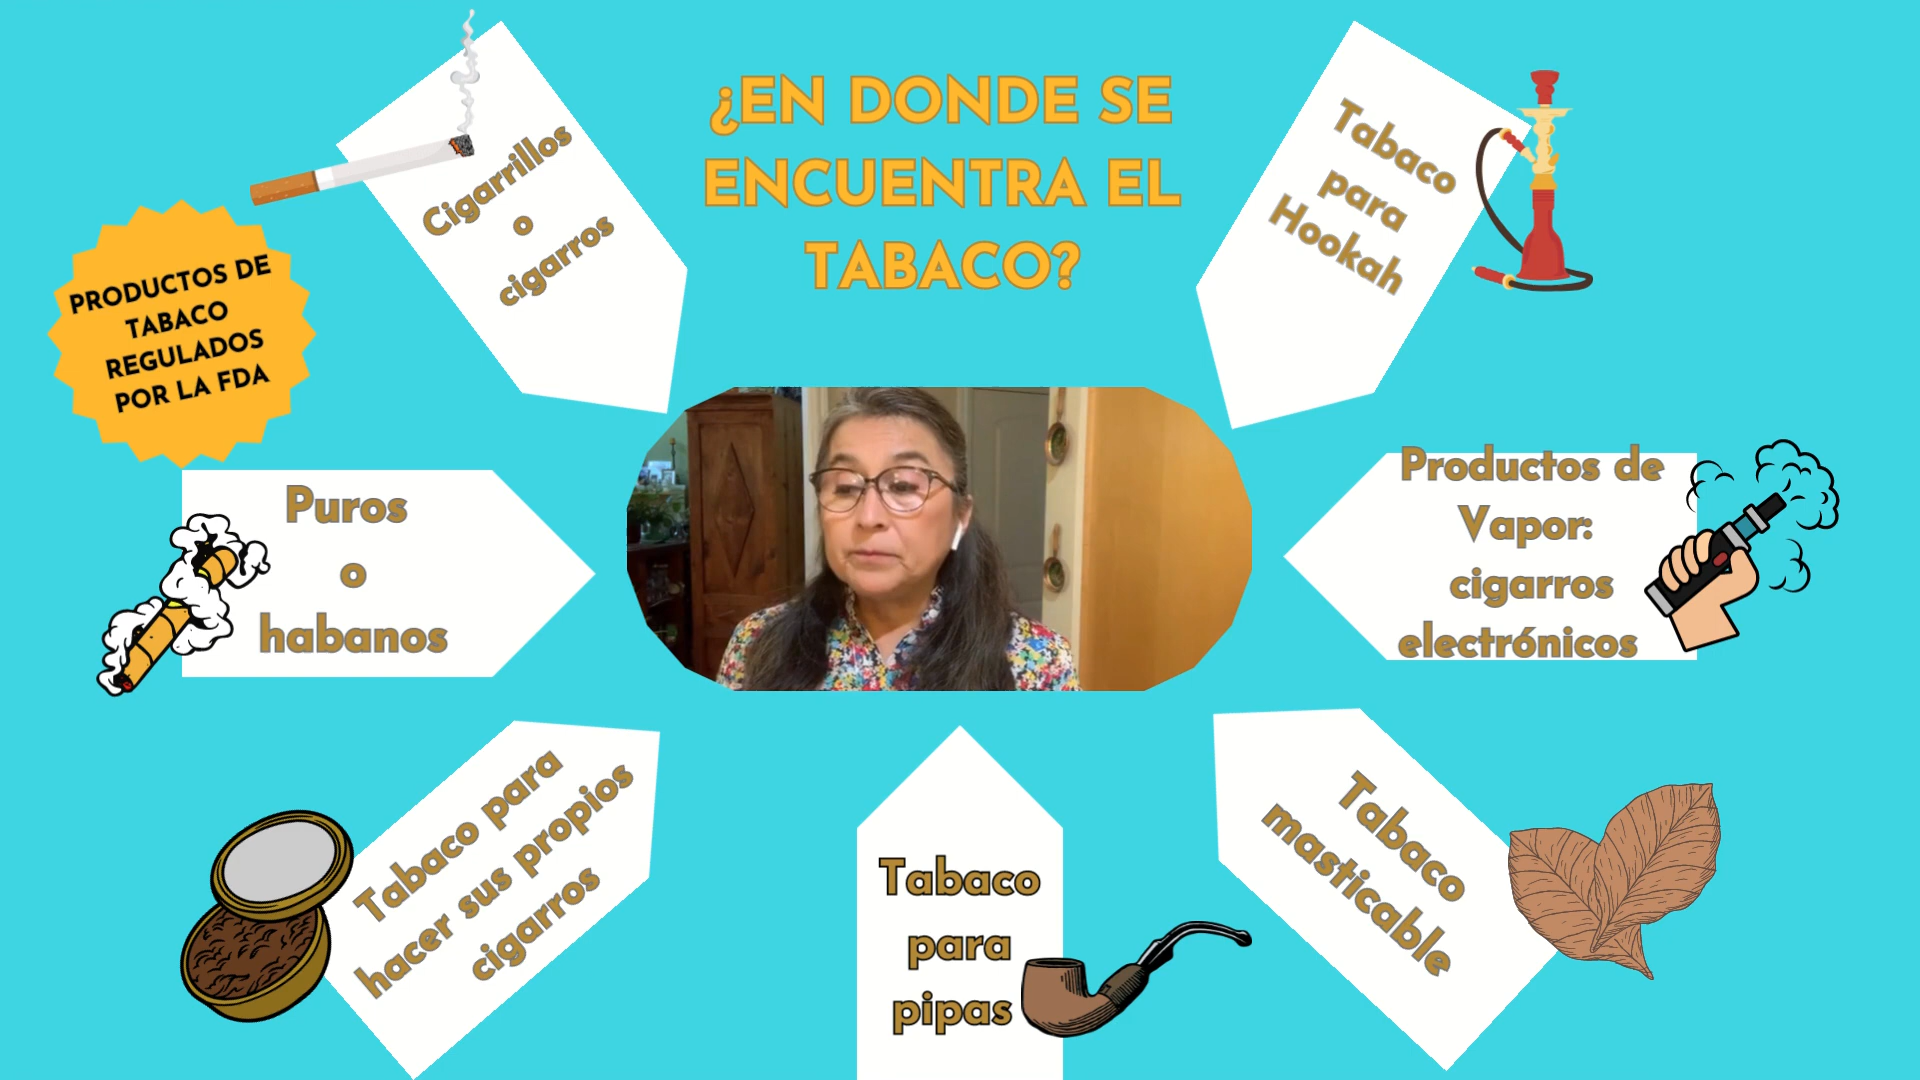 ¿EN DONDE SE
ENCUENTRA EL
TABACO?
PRODUCTOS DE
TABACO
REGULADOS
POR LA FDA
Cigarrillos
o
cigarros
Tabaco
para
Hookah
Puros
o
habanos
Productos de
Vapor:
cigarros
electrónicos
Tabaco para
hacer sus propios
cigarros
Tabaco
para
pipas
Tabaco
masticable